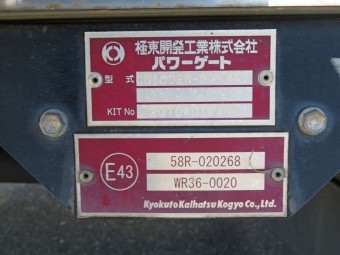 極東開発工業株式会社
パワーゲート
型式
KIT No
E43
58R-020268
WR36-0020
Kyokuto Kaihatsu Kogyo Co., Ltd.